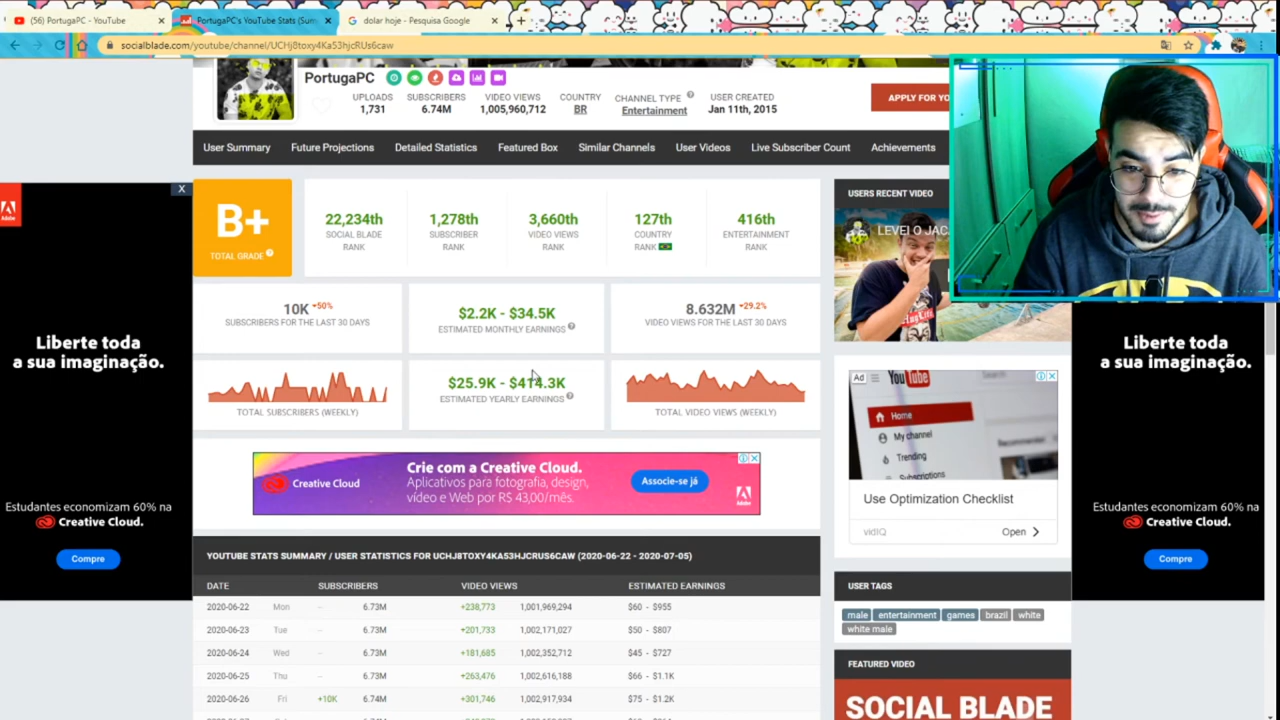 (56) PortugaPC - YouTube
PortugaPC's YouTube Stats (Sum
dolar hoje - Pesquisa Google
socialblade.com/youtube/channel/UCHj8toxy4Ka53hjcRUs6caw
PortugaPC
UPLOADS
1,731
SUBSCRIBERS
6.74M
VIDEO VIEWS
1,005,960,712
COUNTRY
BR
CHANNEL TYPE
Entertainment
USER CREATED
Jan 11th, 2015
APPLY FOR YO
User Summary Future Projections Detailed Statistics Featured Box Similar Channels User Videos Live Subscriber Count Achievements
B+
TOTAL GRADE
22,234th
SOCIAL BLADE
RANK
1,278th
SUBSCRIBER
RANK
3,660th
VIDEO VIEWS
RANK
127th
COUNTRY
RANK
416th
ENTERTAINMENT
RANK
10K -50%
SUBSCRIBERS FOR THE LAST 30 DAYS
$2.2K - $34.5K
ESTIMATED MONTHLY EARNINGS
8.632M -29.2%
VIDEO VIEWS FOR THE LAST 30 DAYS
TOTAL SUBSCRIBERS (WEEKLY)
$25.9K - $414.3K
ESTIMATED YEARLY EARNINGS
TOTAL VIDEO VIEWS (WEEKLY)
Crie com a Creative Cloud.
Aplicativos para fotografia, design,
vídeo e Web por R$ 43,00/mês.
Creative Cloud
Associe-se já
Adobe
YOUTUBE STATS SUMMARY / USER STATISTICS FOR UCHJ8TOXY4KA53HJCRUS6CAW (2020-06-22 - 2020-07-05)
DATE SUBSCRIBERS VIDEO VIEWS ESTIMATED EARNINGS
2020-06-22 Mon -- 6.73M +238,773 1,001,969,294 $60 - $955
2020-06-23 Tue -- 6.73M +201,733 1,002,171,027 $50 - $807
2020-06-24 Wed -- 6.73M +181,685 1,002,352,712 $45 - $727
2020-06-25 Thu -- 6.73M +263,476 1,002,616,188 $66 - $1.1K
2020-06-26 Fri +10K 6.74M +301,746 1,002,917,934 $75 - $1.2K
USERS RECENT VIDEO
LEVEI O JAC
Ad
YouTube
Home
My channel
Trending
Subscriptions
Use Optimization Checklist
vidIQ
Open
USER TAGS
male entertainment games brazil white
white male
FEATURED VIDEO
SOCIAL BLADE
X
Adobe
Liberte toda
a sua imaginação.
Estudantes economizam 60% na
Creative Cloud.
Compre
Liberte toda
a sua imaginação.
Estudantes economizam 60% na
Creative Cloud.
Compre